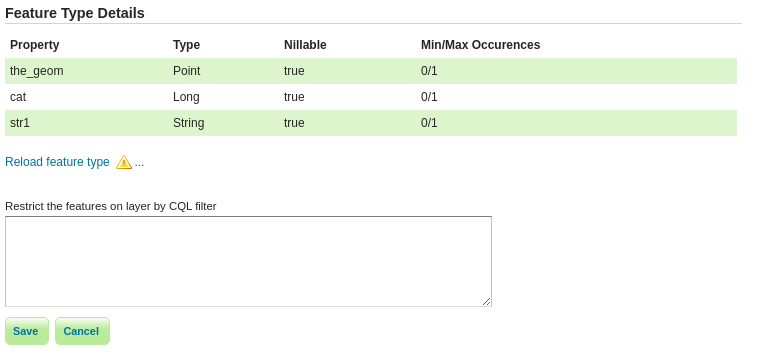 Feature Type Details
Property Type Nillable Min/Max Occurences
the_geom Point true 0/1
cat Long true 0/1
str1 String true 0/1
Reload feature type ...
Restrict the features on layer by CQL filter
Save Cancel